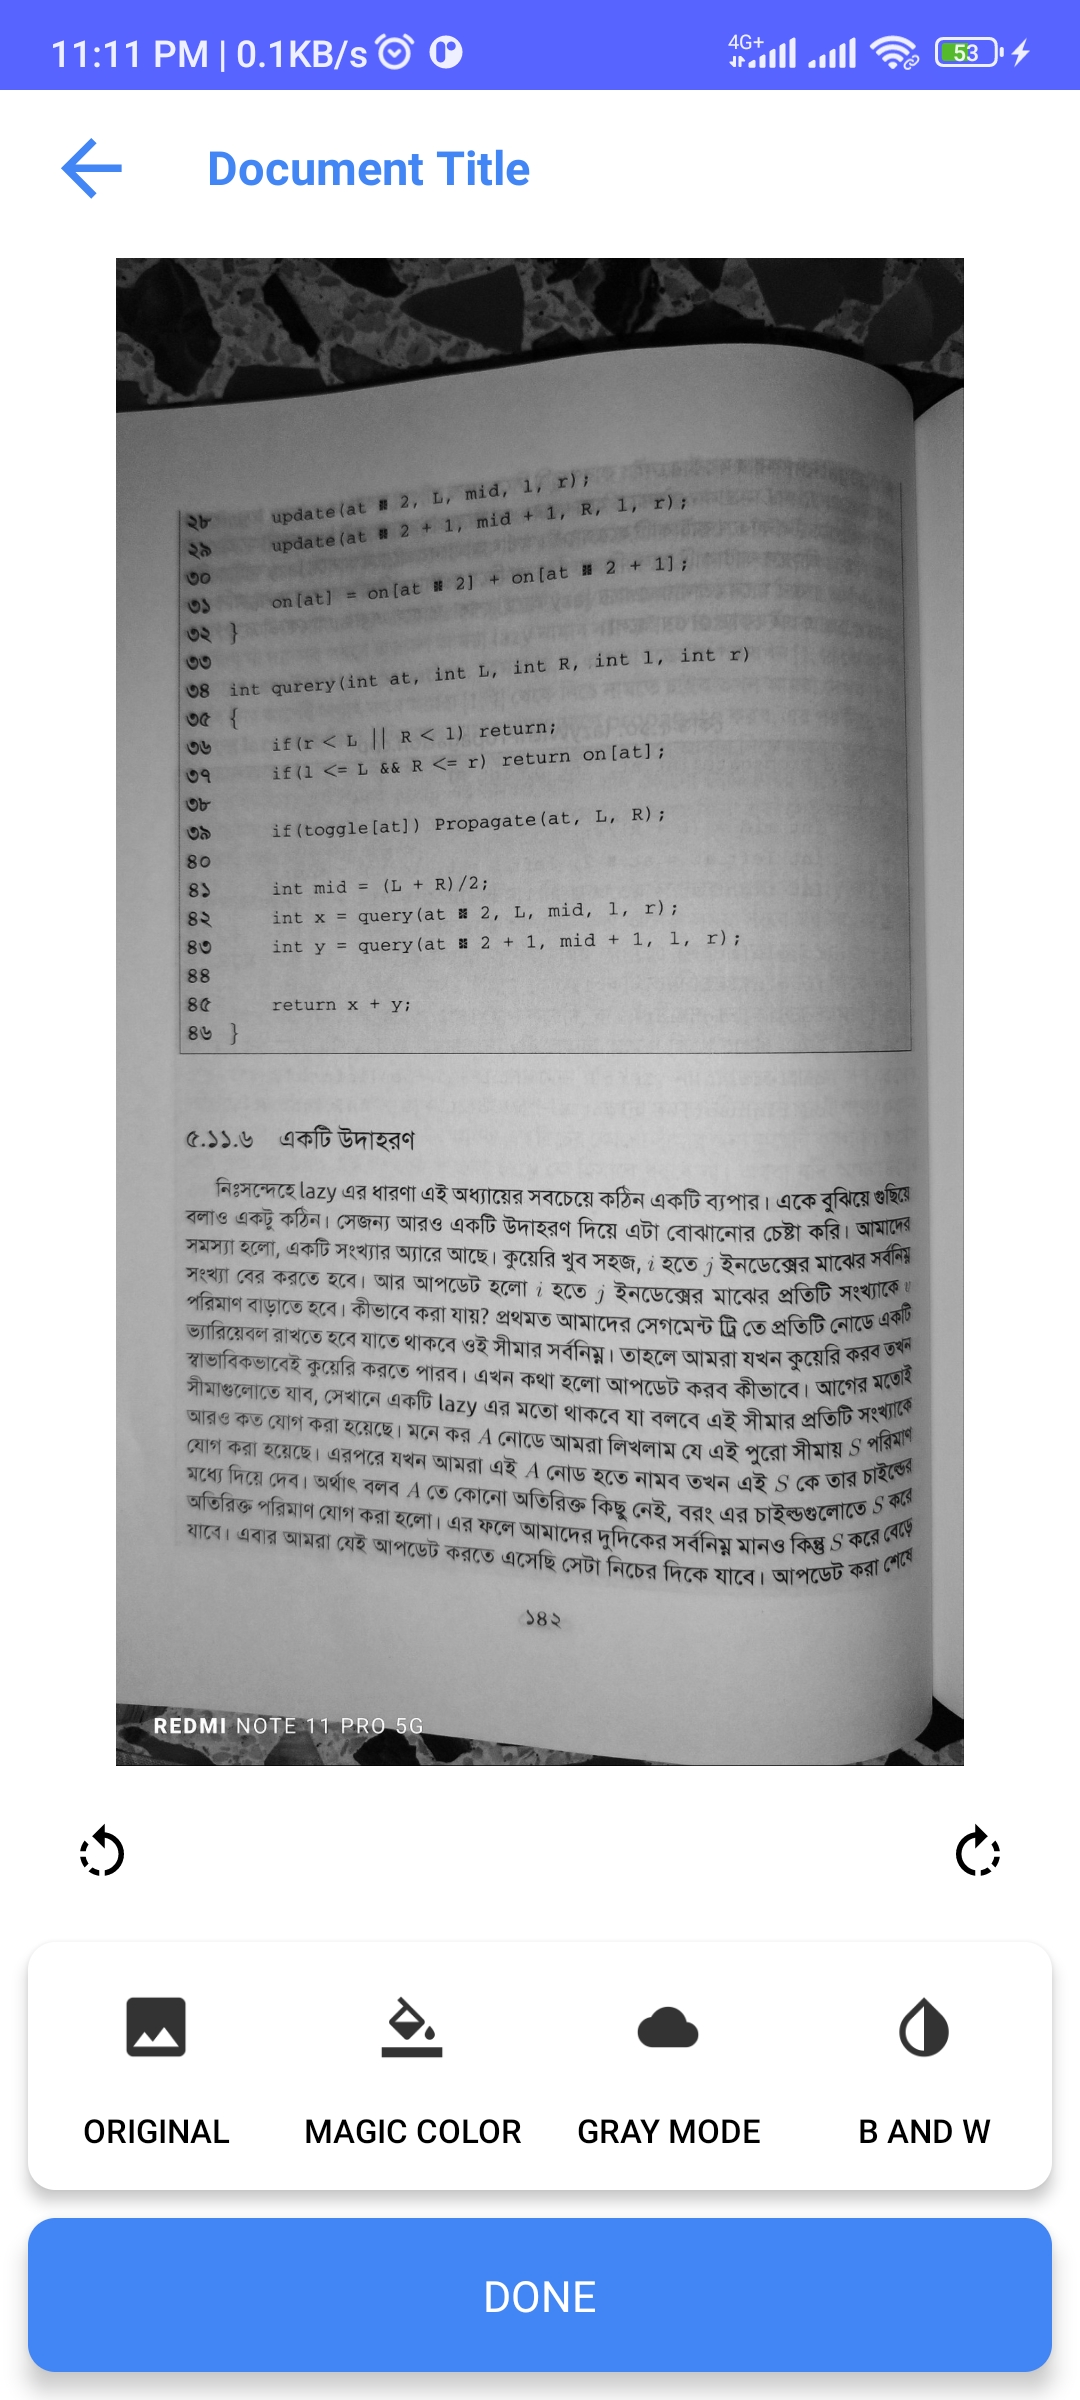 11:11 PM | 0.1KB/s
4G+
53
Document Title
২৮ update(at * 2, L, mid, l, r);
২৯ update(at * 2 + 1, mid + 1, R, l, r);
৩০
৩১ on[at] = on[at * 2] + on[at * 2 + 1];
৩২ }
৩৩
৩৪ int qurery(int at, int L, int R, int l, int r)
৩৫ {
৩৬ if(r < L || R < l) return;
৩৭ if(l <= L && R <= r) return on[at];
৩৮
৩৯ if(toggle[at]) Propagate(at, L, R);
৪০
৪১ int mid = (L + R)/2;
৪২ int x = query(at * 2, L, mid, l, r);
৪৩ int y = query(at * 2 + 1, mid + 1, l, r);
৪৪
৪৫ return x + y;
৪৬ }
৫.১১.৬ একটি উদাহরণ
নিঃসন্দেহে lazy এর ধারণা এই অধ্যায়ের সবচেয়ে কঠিন একটি ব্যপার। একে বুঝিয়ে গুছিয়ে
বলাও একটু কঠিন। সেজন্য আরও একটি উদাহরণ দিয়ে এটা বোঝানোর চেষ্টা করি। আমাদের
সমস্যা হলো, একটি সংখ্যার অ্যারে আছে। কুয়েরি খুব সহজ, i হতে j ইনডেক্সের মাঝের সর্বনিম্ন
সংখ্যা বের করতে হবে। আর আপডেট হলো i হতে j ইনডেক্সের মাঝের প্রতিটি সংখ্যাকে v
পরিমাণ বাড়াতে হবে। কীভাবে করা যায়? প্রথমত আমাদের সেগমেন্ট ট্রি তে প্রতিটি নোডে একটি
ভ্যারিয়েবল রাখতে হবে যাতে থাকবে ওই সীমার সর্বনিম্ন। তাহলে আমরা যখন কুয়েরি করব তখন
স্বাভাবিকভাবেই কুয়েরি করতে পারব। এখন কথা হলো আপডেট করব কীভাবে। আগের মতোই
সীমাগুলোতে যাব, সেখানে একটি lazy এর মতো থাকবে যা বলবে এই সীমার প্রতিটি সংখ্যাকে
আরও কত যোগ করা হয়েছে। মনে কর A নোডে আমরা লিখলাম যে এই পুরো সীমায় S পরিমাণ
যোগ করা হয়েছে। এরপরে যখন আমরা এই A নোড হতে নামব তখন এই S কে তার চাইল্ডের
মধ্যে দিয়ে দেব। অর্থাৎ বলব A তে কোনো অতিরিক্ত কিছু নেই, বরং এর চাইল্ডগুলোতে S করে
অতিরিক্ত পরিমাণ যোগ করা হলো। এর ফলে আমাদের দুদিকের সর্বনিম্ন মানও কিন্তু S করে বেড়ে
যাবে। এবার আমরা যেই আপডেট করতে এসেছি সেটা নিচের দিকে যাবে। আপডেট করা শেষে
১৪২
REDMI NOTE 11 PRO 5G
ORIGINAL
MAGIC COLOR
GRAY MODE
B AND W
DONE